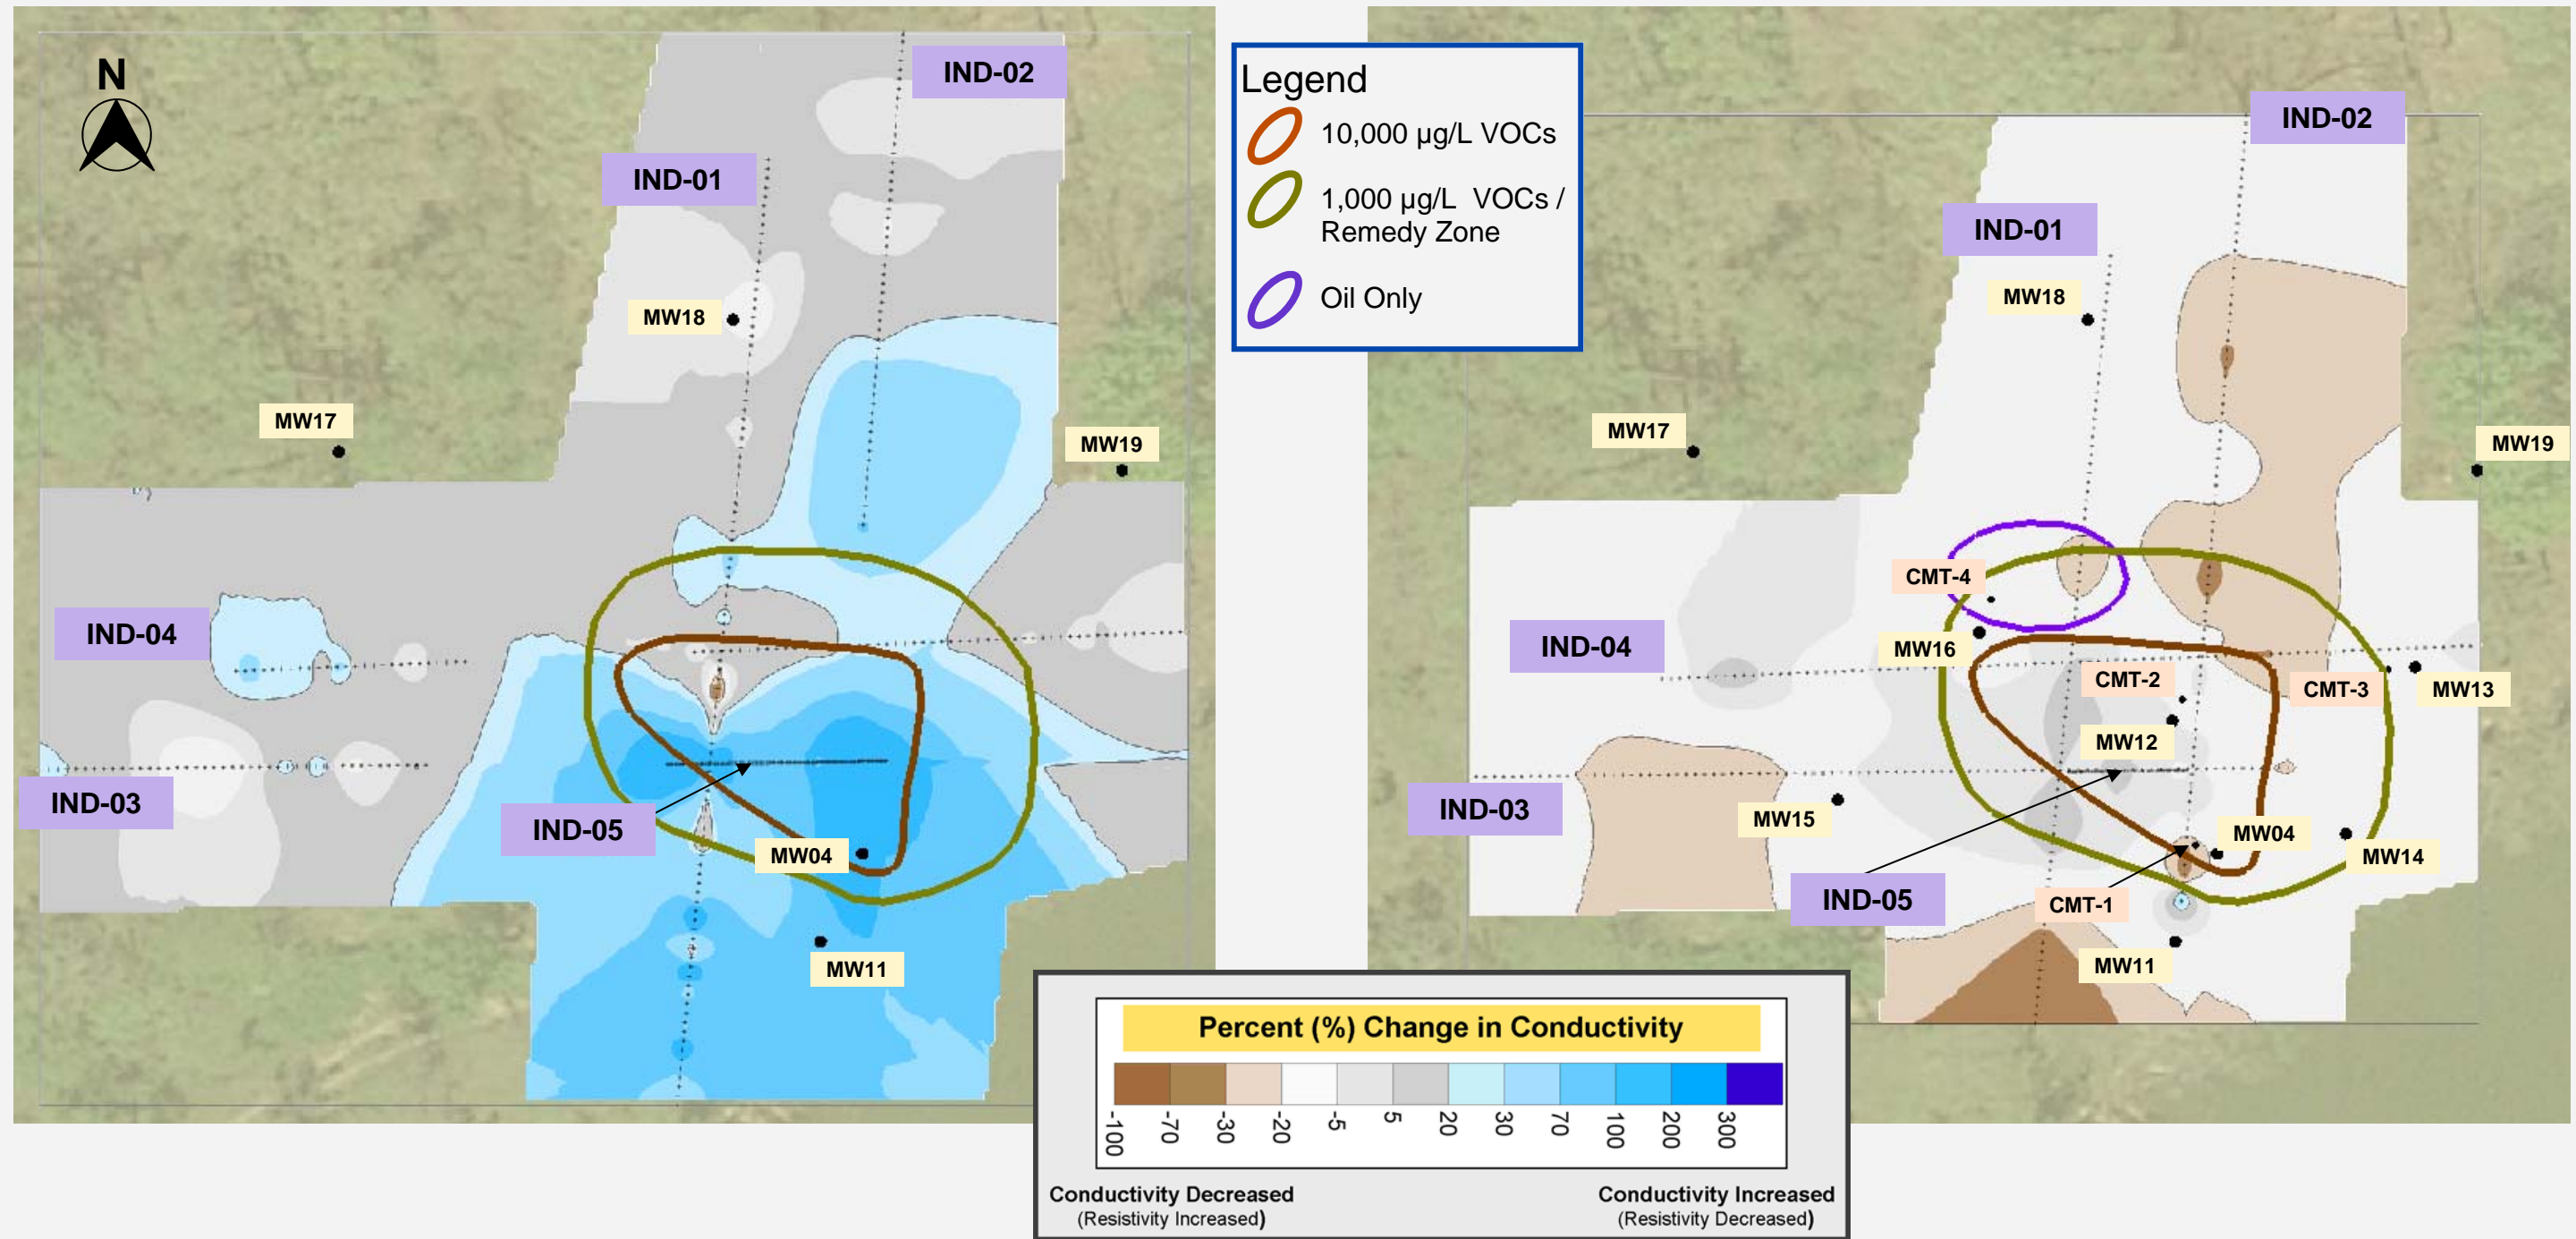 N
IND-02
IND-01
MW18
MW17
MW19
IND-04
IND-03
IND-05
MW04
MW11
Legend
10,000 µg/L VOCs
1,000 µg/L VOCs /
Remedy Zone
Oil Only
IND-02
IND-01
MW18
MW17
MW19
CMT-4
IND-04
MW16
CMT-2
CMT-3
MW13
MW12
IND-03
MW15
MW04
MW14
IND-05
CMT-1
MW11
Percent (%) Change in Conductivity
-100 -70 -30 -20 -5 5 20 30 70 100 200 300
Conductivity Decreased
(Resistivity Increased)
Conductivity Increased
(Resistivity Decreased)